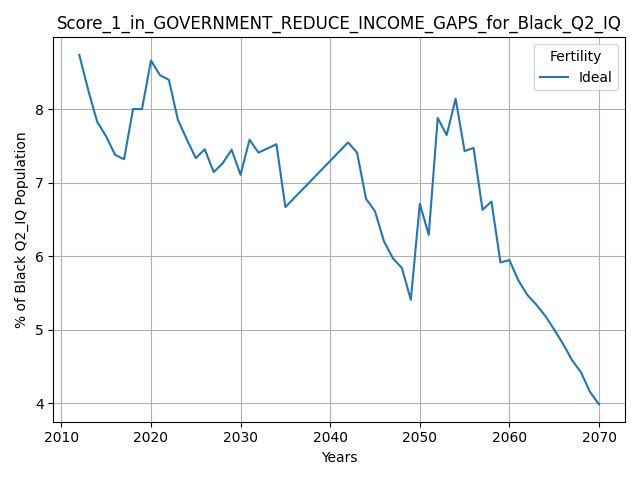 Score_1_in_GOVERNMENT_REDUCE_INCOME_GAPS_for_Black_Q2_IQ
Fertility
Ideal
% of Black Q2_IQ Population
8
7
6
5
4
2010 2020 2030 2040 2050 2060 2070
Years